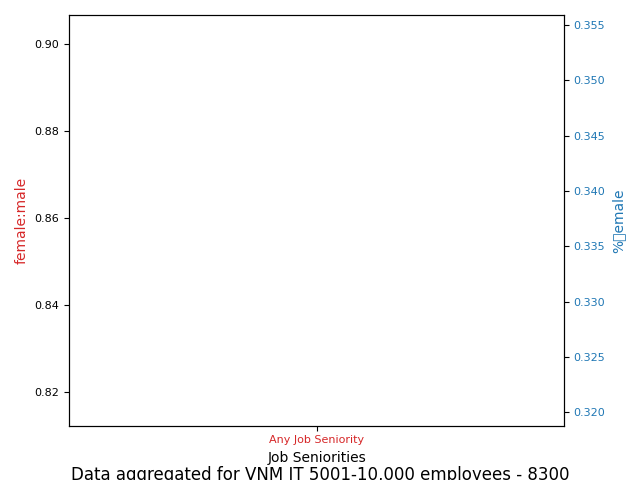 0.90
0.88
0.86
0.84
0.82
female:male
0.355
0.350
0.345
0.340
0.335
0.330
0.325
0.320
%▯emale
Any Job Seniority
Job Seniorities
Data aggregated for VNM IT 5001-10,000 employees - 8300